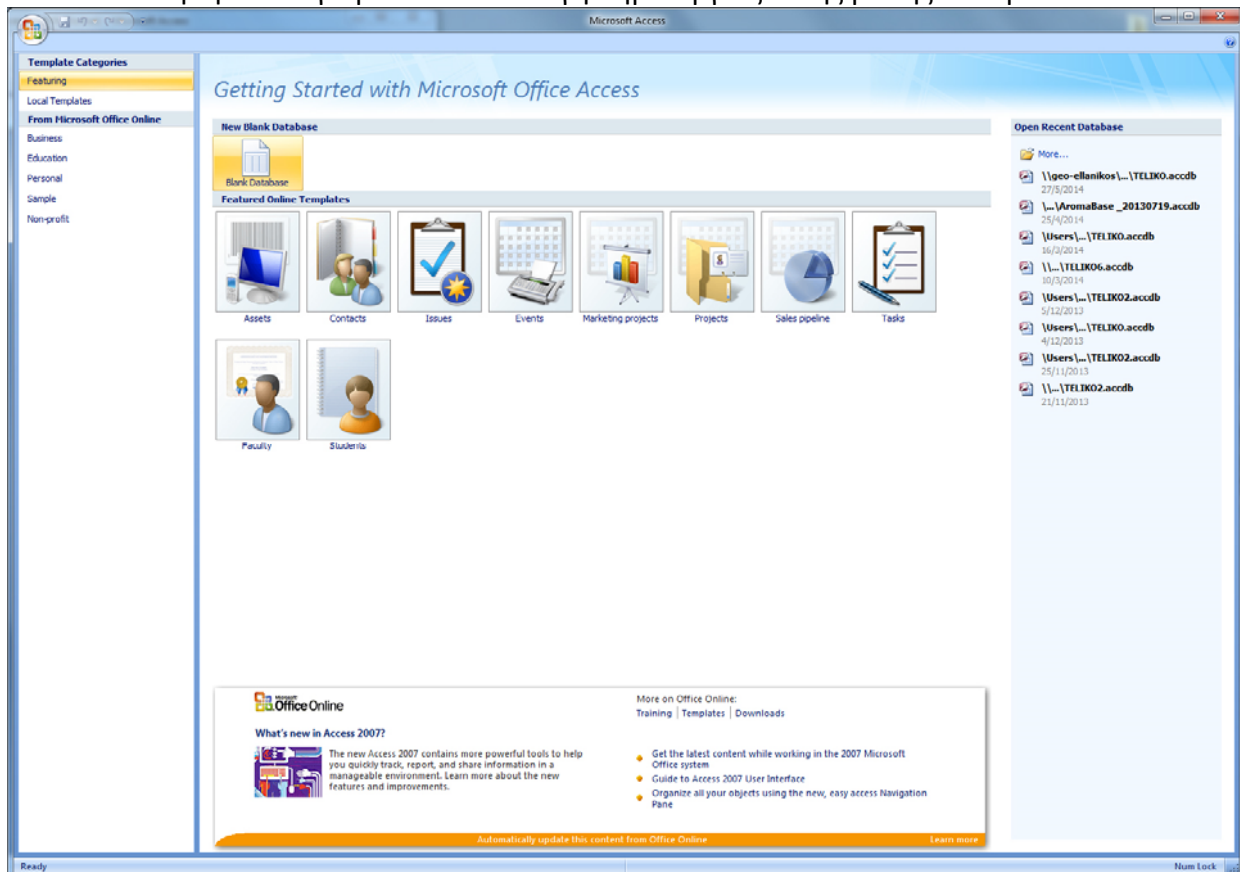 Microsoft Access
Template Categories
Featuring
Local Templates
From Microsoft Office Online
Business
Education
Personal
Sample
Non-profit
Getting Started with Microsoft Office Access
New Blank Database
Blank Database
Featured Online Templates
Assets
Contacts
Issues
Events
Marketing projects
Projects
Sales pipeline
Tasks
Faculty
Students
Open Recent Database
More...
\\geo-ellanikos\...\TELIKO.accdb
27/5/2014
\...\AromaBase _20130719.accdb
25/4/2014
\Users\...\TELIKO.accdb
16/3/2014
\\...\TELIKO6.accdb
10/3/2014
\Users\...\TELIKO2.accdb
5/12/2013
\Users\...\TELIKO.accdb
4/12/2013
\Users\...\TELIKO2.accdb
25/11/2013
\\...\TELIKO2.accdb
21/11/2013
Microsoft
Office Online
What's new in Access 2007?
The new Access 2007 contains more powerful tools to help
you quickly track, report, and share information in a
manageable environment. Learn more about the new
features and improvements.
More on Office Online:
Training | Templates | Downloads
Get the latest content while working in the 2007 Microsoft
Office system
Guide to Access 2007 User Interface
Organize all your objects using the new, easy access Navigation
Pane
Automatically update this content from Office Online
Learn more
Ready
Num Lock